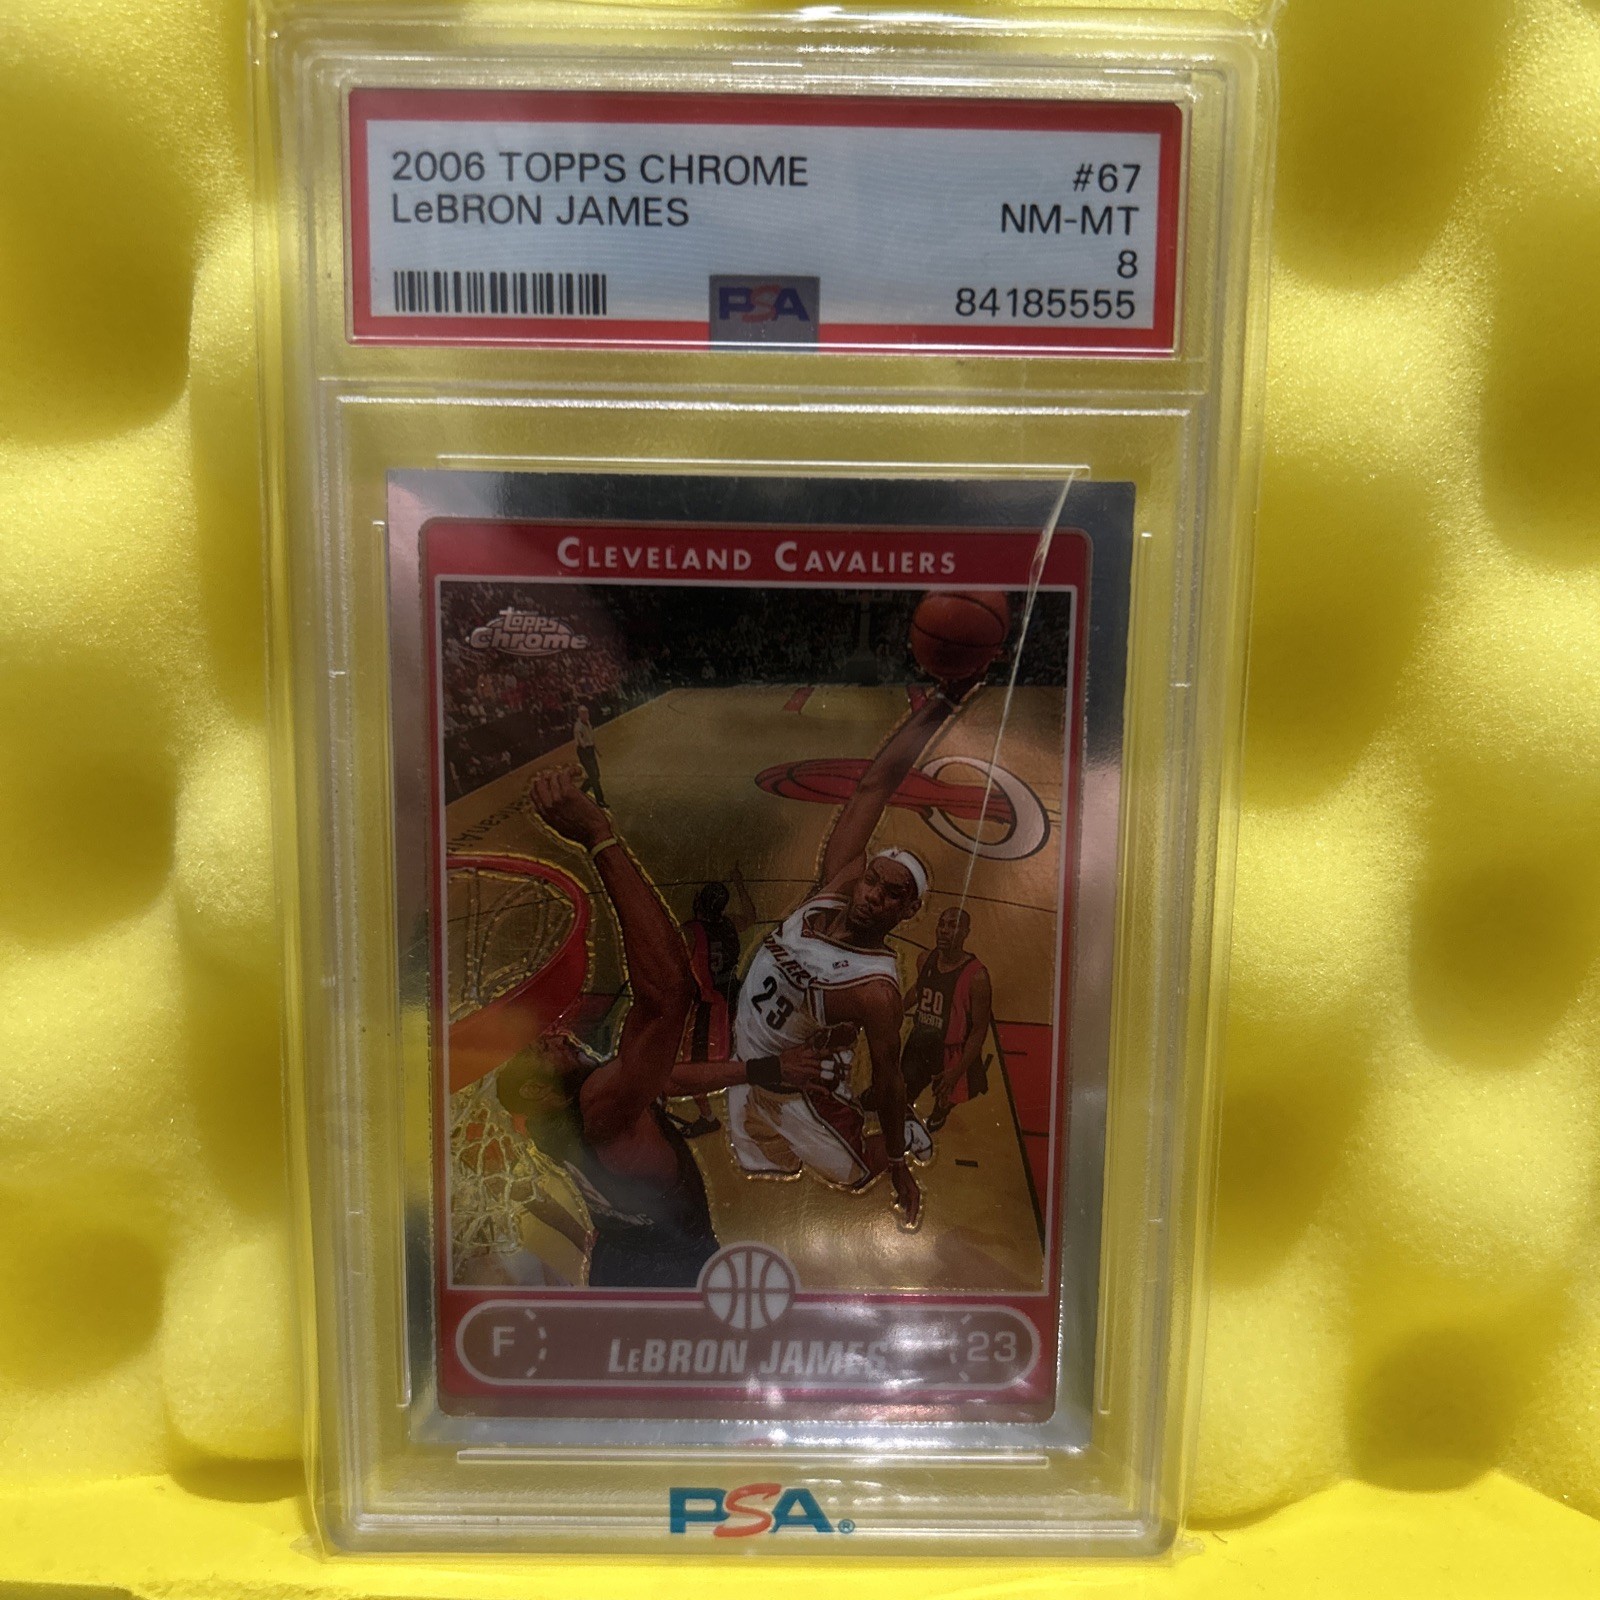 2006 TOPPS CHROME #67
LeBRON JAMES NM-MT
8
PSA 84185555
CLEVELAND CAVALIERS
Topps
Chrome
23
20
F LeBRON JAMES 23
PSA®